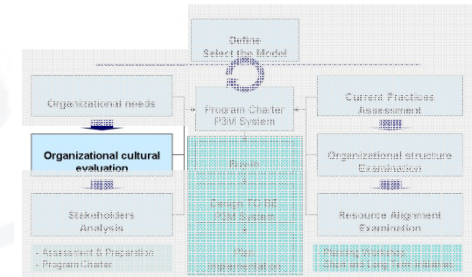 Define
Select the Model
Organizational needs
Program Charter
P3M System
Current Practices
Assessment
Organizational cultural
evaluation
Organizational structure
Examination
Stakeholders
Analysis
Design TO BE
P3M System
Resource Alignment
Examination
- Assessment & Preparation
- Program Charter